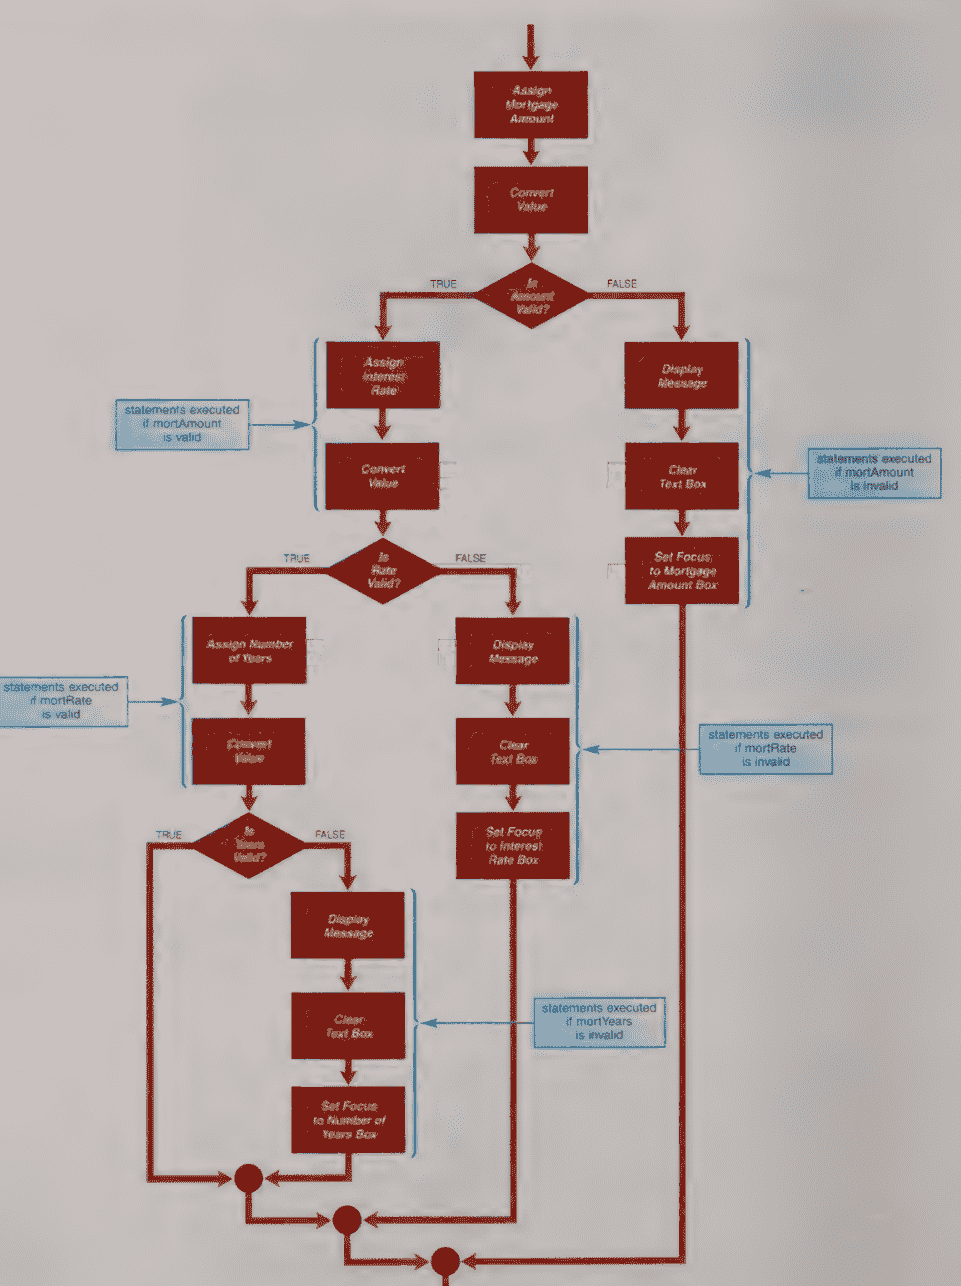 Assign
Mortgage
Amount
Convert
Value
Is
Amount
Valid?
TRUE
FALSE
Assign
Interest
Rate
Convert
Value
statements executed
if mortAmount
is valid
Display
Message
Clear
Text Box
Set Focus
to Mortgage
Amount Box
statements executed
if mortAmount
is invalid
Is
Rate
Valid?
TRUE
FALSE
Assign Number
of Years
Convert
Value
statements executed
if mortRate
is valid
Display
Message
Clear
Text Box
Set Focus
to Interest
Rate Box
statements executed
if mortRate
is invalid
Is
Years
Valid?
TRUE
FALSE
Display
Message
Clear
Text Box
Set Focus
to Number of
Years Box
statements executed
if mortYears
is invalid